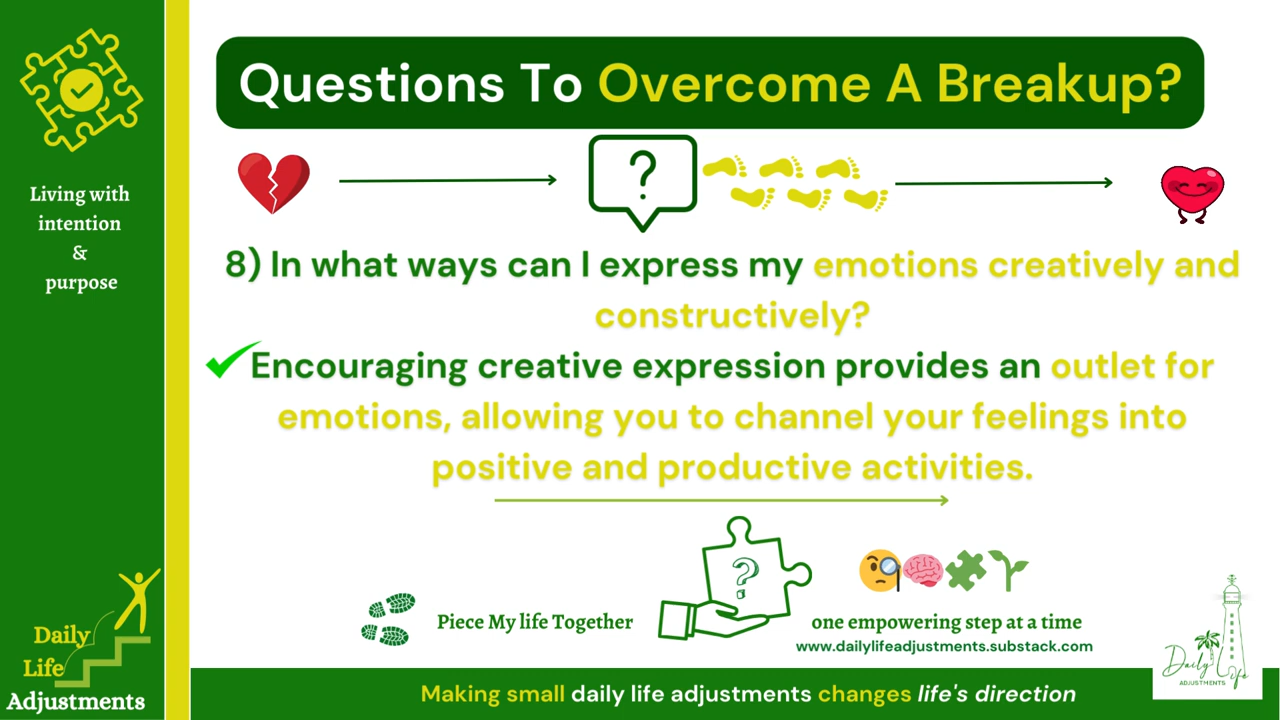 Questions To Overcome A Breakup?
Living with
intention
&
purpose
?
8) In what ways can I express my emotions creatively and
constructively?
Encouraging creative expression provides an outlet for
emotions, allowing you to channel your feelings into
positive and productive activities.
?
Piece My life Together
one empowering step at a time
www.dailylifeadjustments.substack.com
Daily
Life
Adjustments
Making small daily life adjustments changes life's direction
Daily Life
ADJUSTMENTS